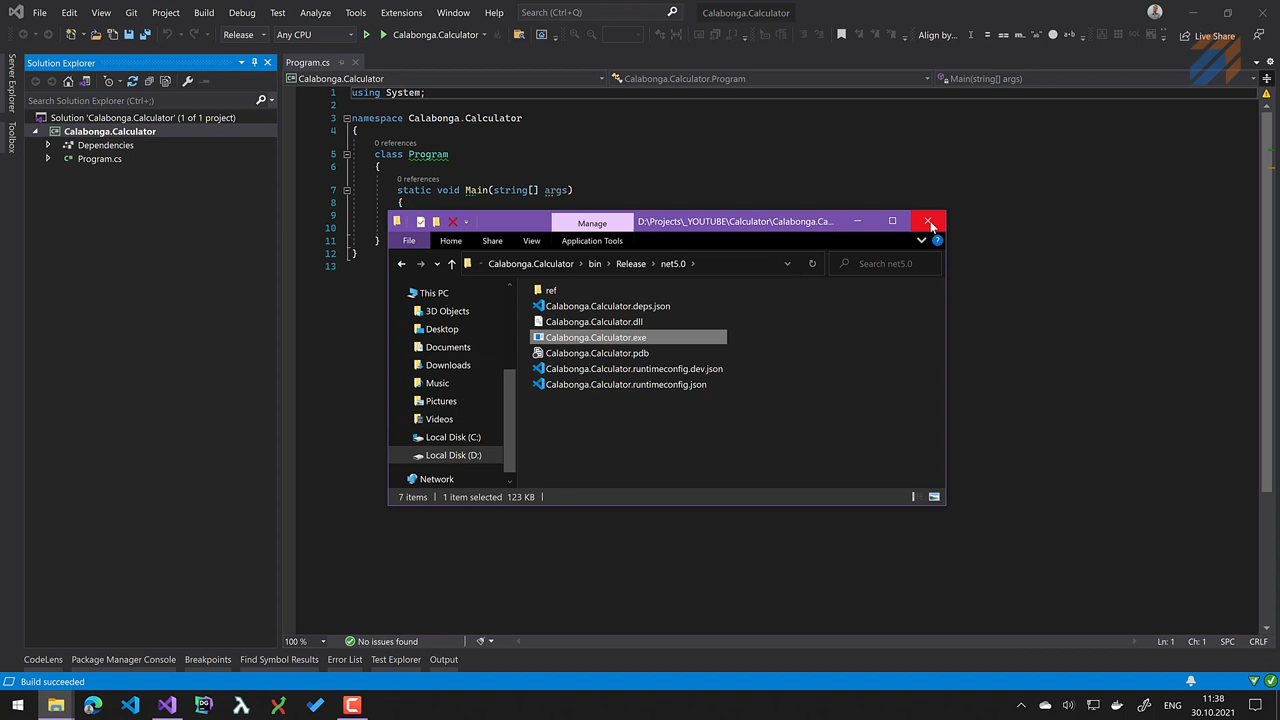 File Edit View Git Project Build Debug Test Analyze Tools Extensions Window Help Search (Ctrl+Q) Calabonga.Calculator
Release Any CPU Calabonga.Calculator Align by... Live Share
Server Explorer
Toolbox
Solution Explorer
Search Solution Explorer (Ctrl+;)
Solution 'Calabonga.Calculator' (1 of 1 project)
Calabonga.Calculator
Dependencies
Program.cs
Program.cs
Calabonga.Calculator Calabonga.Calculator.Program Main(string[] args)
1 using System;
2
3 namespace Calabonga.Calculator
4 {
0 references
5 class Program
6 {
0 references
7 static void Main(string[] args)
8 {
9
10
11 }
12 }
13
Manage D:\Projects\_YOUTUBE\Calculator\Calabonga.Ca...
File Home Share View Application Tools
Calabonga.Calculator bin Release net5.0 Search net5.0
This PC
3D Objects
Desktop
Documents
Downloads
Music
Pictures
Videos
Local Disk (C:)
Local Disk (D:)
Network
ref
Calabonga.Calculator.deps.json
Calabonga.Calculator.dll
Calabonga.Calculator.exe
Calabonga.Calculator.pdb
Calabonga.Calculator.runtimeconfig.dev.json
Calabonga.Calculator.runtimeconfig.json
7 items 1 item selected 123 KB
100 % No issues found Ln: 1 Ch: 1 SPC CRLF
CodeLens Package Manager Console Breakpoints Find Symbol Results Error List Test Explorer Output
Build succeeded
ENG 11:38
30.10.2021